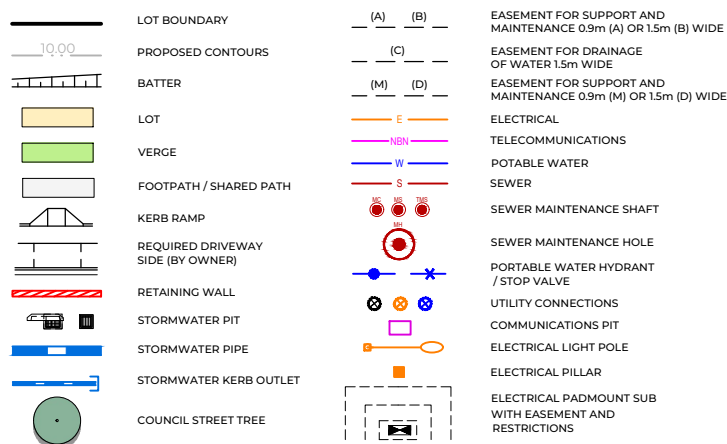 LOT BOUNDARY
10.00
PROPOSED CONTOURS
BATTER
LOT
VERGE
FOOTPATH / SHARED PATH
KERB RAMP
REQUIRED DRIVEWAY
SIDE (BY OWNER)
RETAINING WALL
STORMWATER PIT
STORMWATER PIPE
STORMWATER KERB OUTLET
COUNCIL STREET TREE
(A) (B)
EASEMENT FOR SUPPORT AND
MAINTENANCE 0.9m (A) OR 1.5m (B) WIDE
(C)
EASEMENT FOR DRAINAGE
OF WATER 1.5m WIDE
(M) (D)
EASEMENT FOR SUPPORT AND
MAINTENANCE 0.9m (M) OR 1.5m (D) WIDE
E
ELECTRICAL
NBN
TELECOMMUNICATIONS
W
POTABLE WATER
S
SEWER
MC MS TMS
SEWER MAINTENANCE SHAFT
MH
SEWER MAINTENANCE HOLE
PORTABLE WATER HYDRANT
/ STOP VALVE
UTILITY CONNECTIONS
COMMUNICATIONS PIT
ELECTRICAL LIGHT POLE
ELECTRICAL PILLAR
ELECTRICAL PADMOUNT SUB
WITH EASEMENT AND
RESTRICTIONS